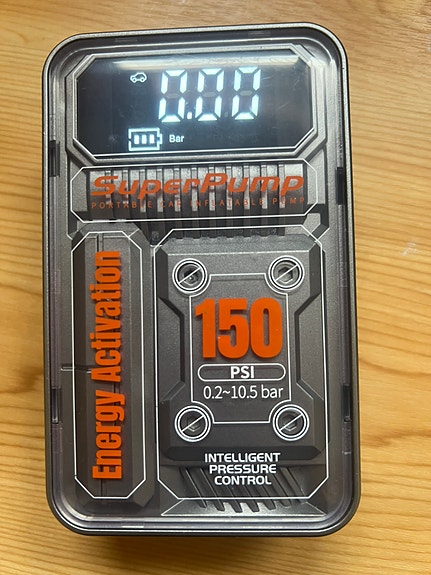 0.00
Bar
SuperPump
PORTABLE CAR INFLATABLE PUMP
Energy Activation
150
PSI
0.2~10.5 bar
INTELLIGENT
PRESSURE
CONTROL